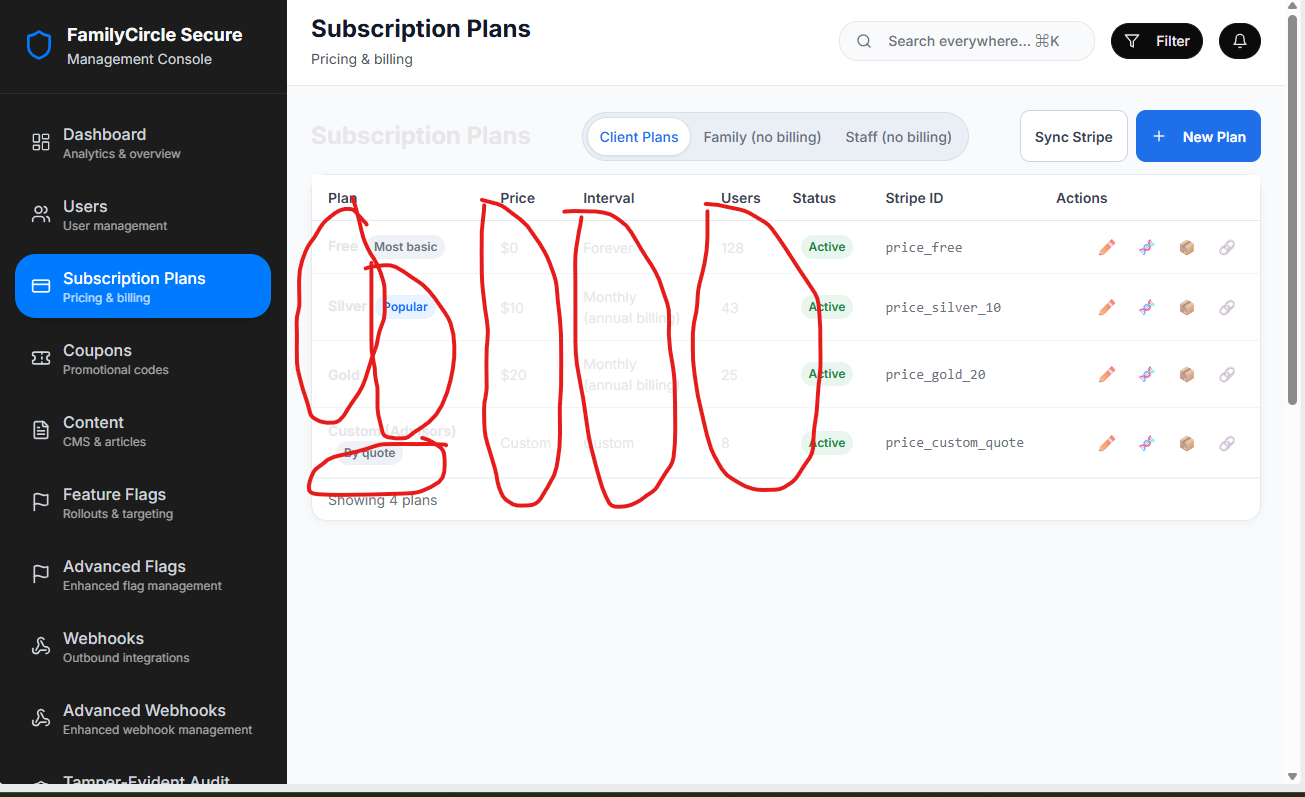 FamilyCircle Secure
Management Console
Dashboard
Analytics & overview
Users
User management
Subscription Plans
Pricing & billing
Coupons
Promotional codes
Content
CMS & articles
Feature Flags
Rollouts & targeting
Advanced Flags
Enhanced flag management
Webhooks
Outbound integrations
Advanced Webhooks
Enhanced webhook management
Tamper-Evident Audit
Subscription Plans
Pricing & billing
Search everywhere... ⌘K
Filter
Subscription Plans
Client Plans Family (no billing) Staff (no billing)
Sync Stripe
+ New Plan
Plan Price Interval Users Status Stripe ID Actions
Free Most basic $0 Forever 128 Active price_free
Silver Popular $10 Monthly (annual billing) 43 Active price_silver_10
Gold $20 Monthly (annual billing) 25 Active price_gold_20
Custom (Advisors) By quote Custom Custom 8 Active price_custom_quote
Showing 4 plans